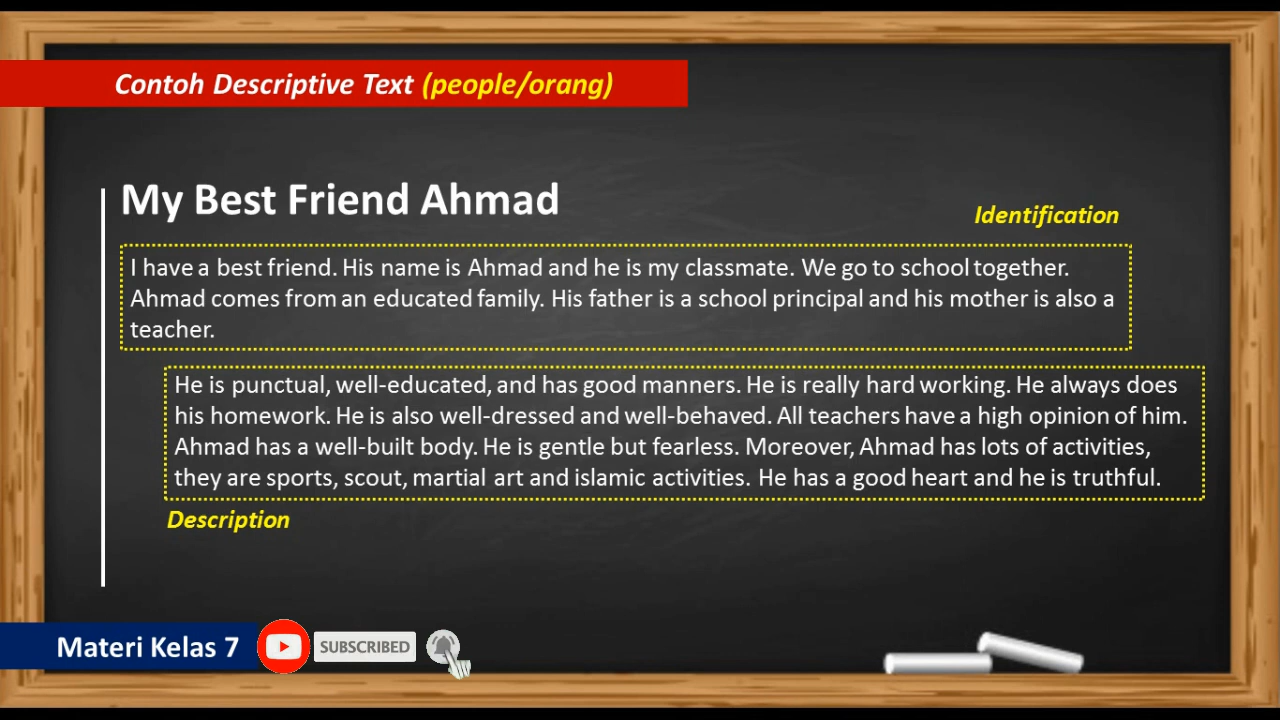 Contoh Descriptive Text (people/orang)
My Best Friend Ahmad
Identification
I have a best friend. His name is Ahmad and he is my classmate. We go to school together.
Ahmad comes from an educated family. His father is a school principal and his mother is also a
teacher.
He is punctual, well-educated, and has good manners. He is really hard working. He always does
his homework. He is also well-dressed and well-behaved. All teachers have a high opinion of him.
Ahmad has a well-built body. He is gentle but fearless. Moreover, Ahmad has lots of activities,
they are sports, scout, martial art and islamic activities. He has a good heart and he is truthful.
Description
Materi Kelas 7
SUBSCRIBED